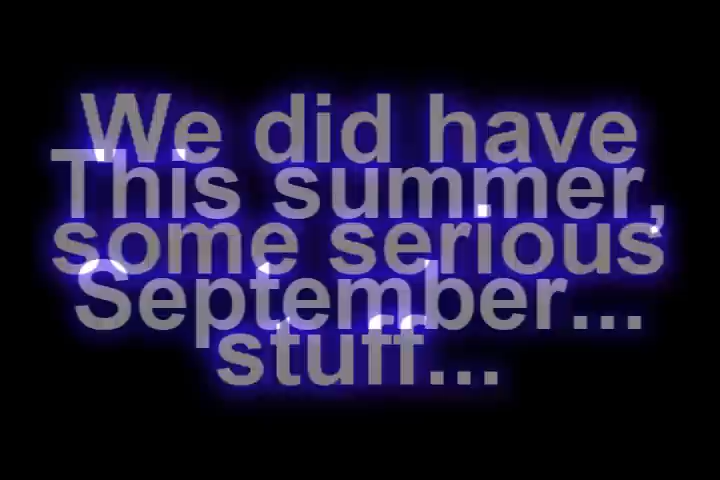 We did have
This summer,
some serious
September...
stuff...